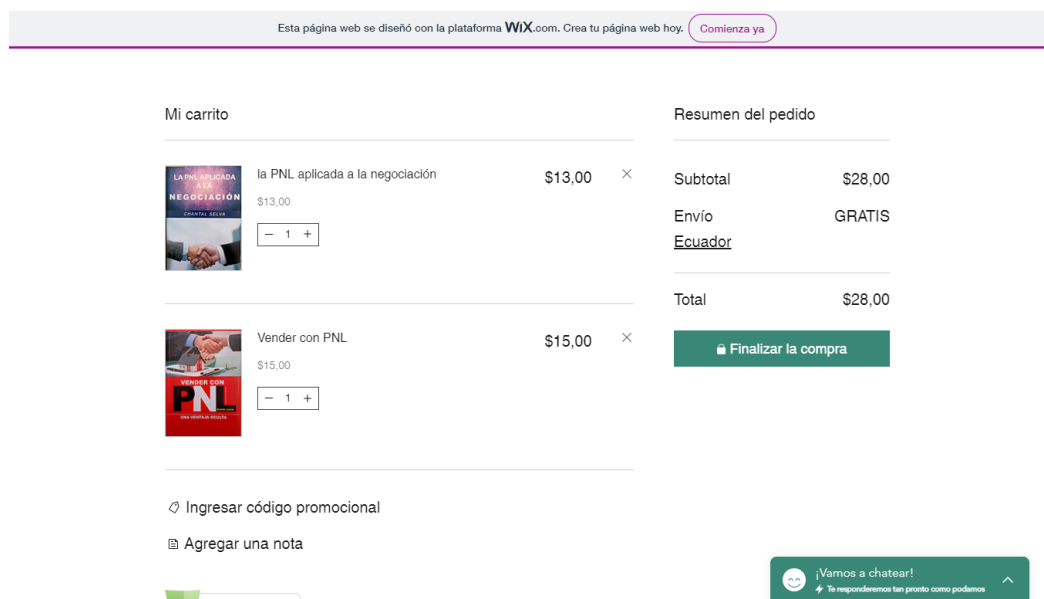 Esta página web se diseñó con la plataforma WiX.com. Crea tu página web hoy. Comienza ya
Mi carrito
LA PNL APLICADA
A LA
NEGOCIACIÓN
CHANTAL SELVA
la PNL aplicada a la negociación
$13,00
$13,00
− 1 +
VENDER CON
PNL
UNA VENTAJA OCULTA
Vender con PNL
$15,00
$15,00
− 1 +
Ingresar código promocional
Agregar una nota
Resumen del pedido
Subtotal $28,00
Envío GRATIS
Ecuador
Total $28,00
Finalizar la compra
¡Vamos a chatear!
Te responderemos tan pronto como podamos